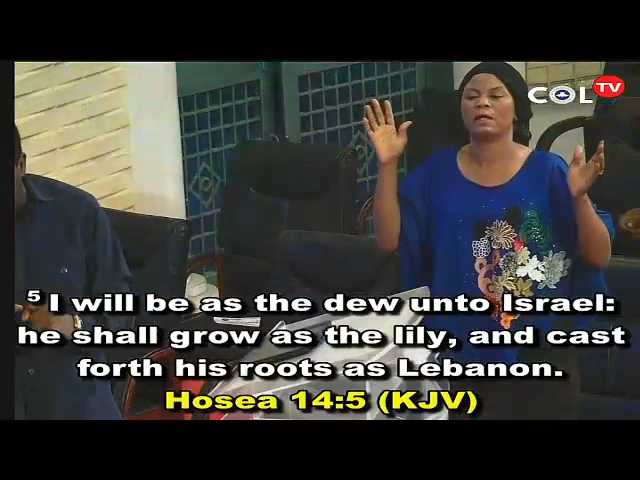 COL TV
5 I will be as the dew unto Israel:
he shall grow as the lily, and cast
forth his roots as Lebanon.
Hosea 14:5 (KJV)